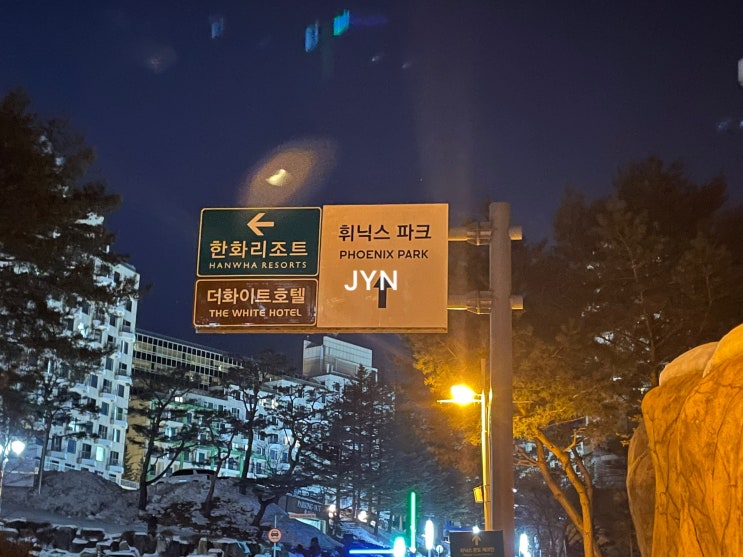 한화리조트
HANWHA RESORTS
더화이트호텔
THE WHITE HOTEL
휘닉스 파크
PHOENIX PARK
JYN